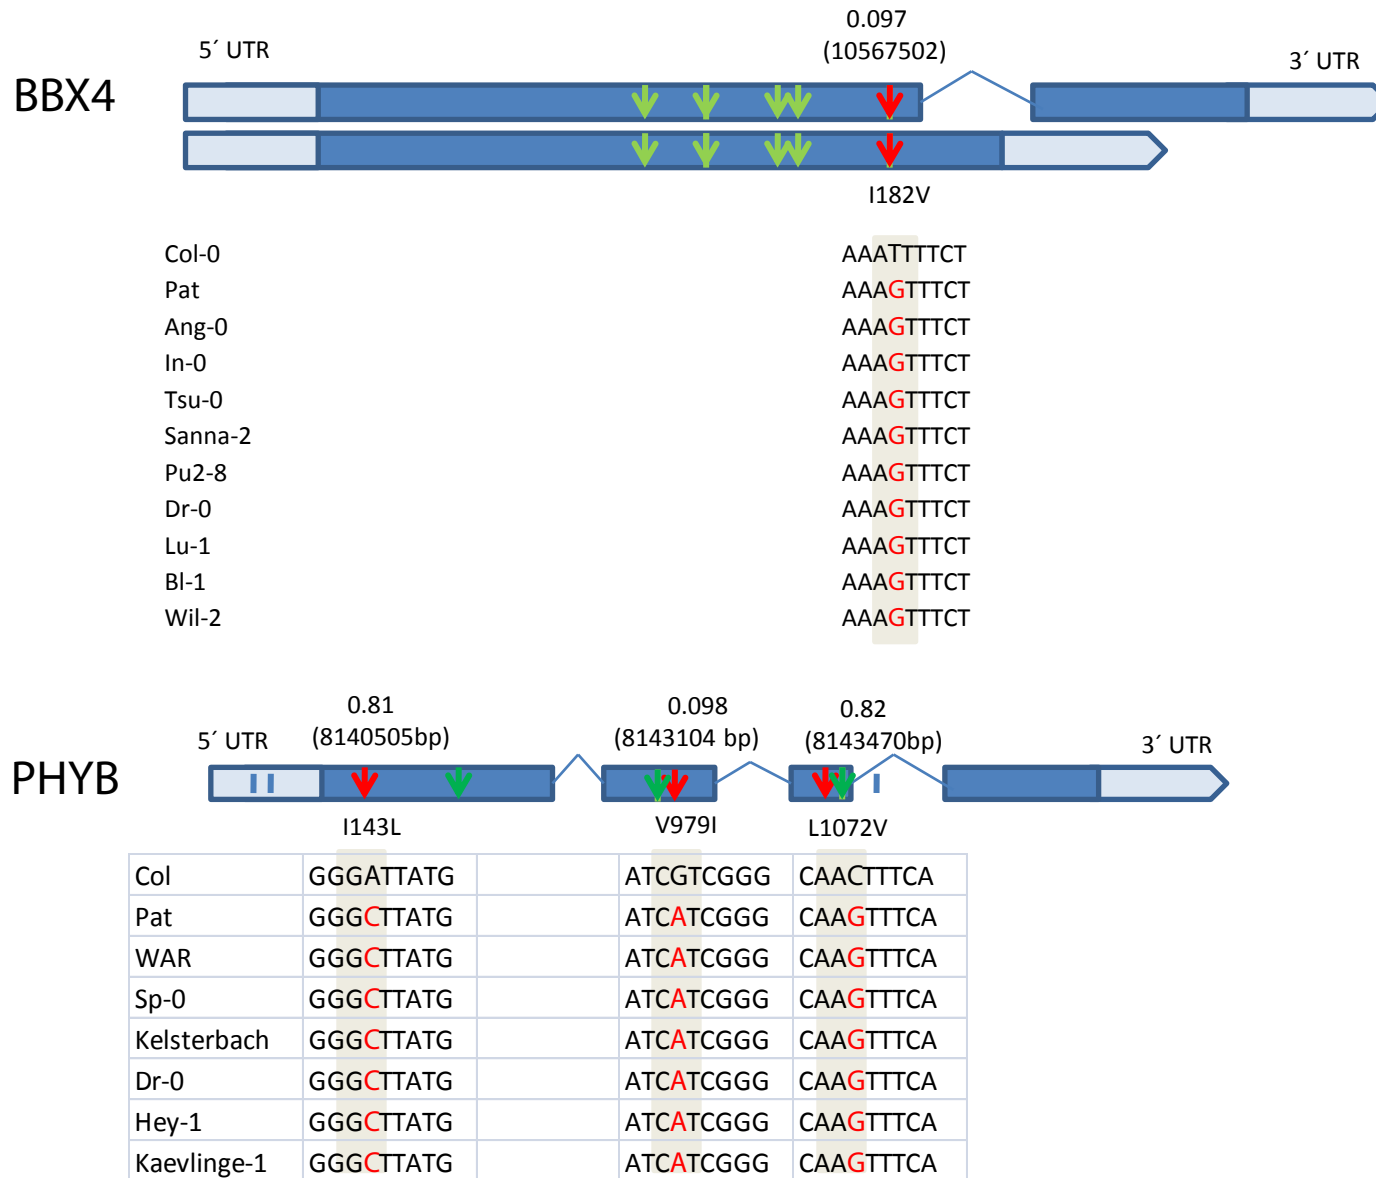 0.097
5´ UTR
(10567502)
3´ UTR
BBX4
I182V
Col-0 AAATTTTCT
Pat AAAGTTTCT
Ang-0 AAAGTTTCT
In-0 AAAGTTTCT
Tsu-0 AAAGTTTCT
Sanna-2 AAAGTTTCT
Pu2-8 AAAGTTTCT
Dr-0 AAAGTTTCT
Lu-1 AAAGTTTCT
Bl-1 AAAGTTTCT
Wil-2 AAAGTTTCT
0.81 0.098 0.82
5´ UTR (8140505bp) (8143104 bp) (8143470bp) 3´ UTR
PHYB
I143L V979I L1072V
Col GGGATTATG ATCGTCGGG CAACTTTCA
Pat GGGCTTATG ATCATCGGG CAAGTTTCA
WAR GGGCTTATG ATCATCGGG CAAGTTTCA
Sp-0 GGGCTTATG ATCATCGGG CAAGTTTCA
Kelsterbach GGGCTTATG ATCATCGGG CAAGTTTCA
Dr-0 GGGCTTATG ATCATCGGG CAAGTTTCA
Hey-1 GGGCTTATG ATCATCGGG CAAGTTTCA
Kaevlinge-1 GGGCTTATG ATCATCGGG CAAGTTTCA